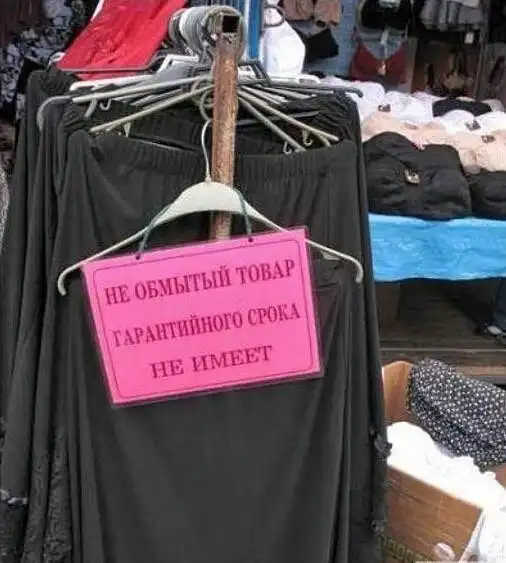 НЕ ОБМЫТЫЙ ТОВАР
ГАРАНТИЙНОГО СРОКА
НЕ ИМЕЕТ